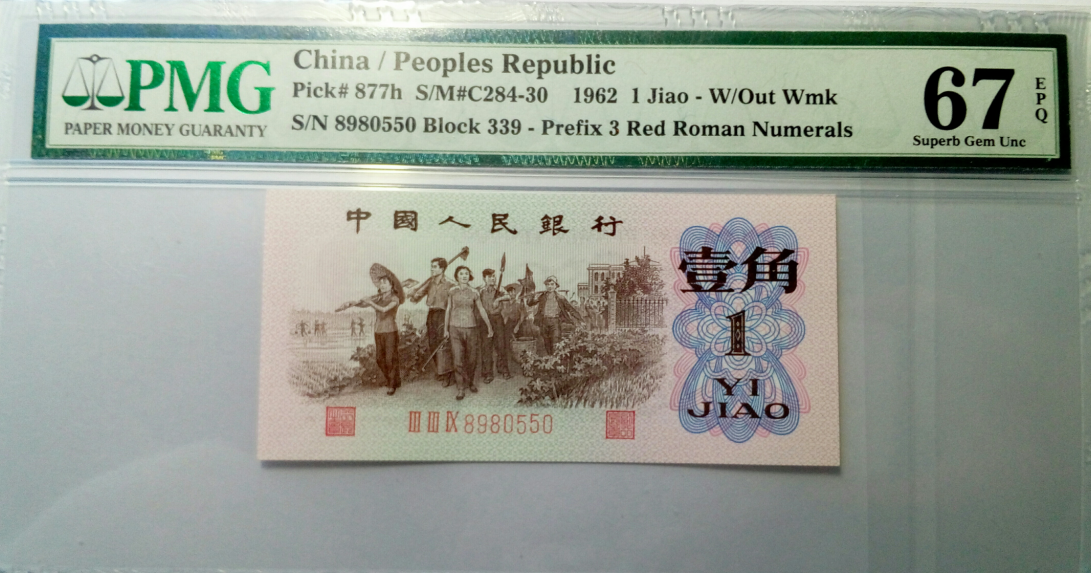 PMG
PAPER MONEY GUARANTY
China / Peoples Republic
Pick# 877h S/M#C284-30 1962 1 Jiao - W/Out Wmk
S/N 8980550 Block 339 - Prefix 3 Red Roman Numerals
67
EPQ
Superb Gem Unc
中國人民銀行
壹角
1
YI
JIAO
III III IX 8980550